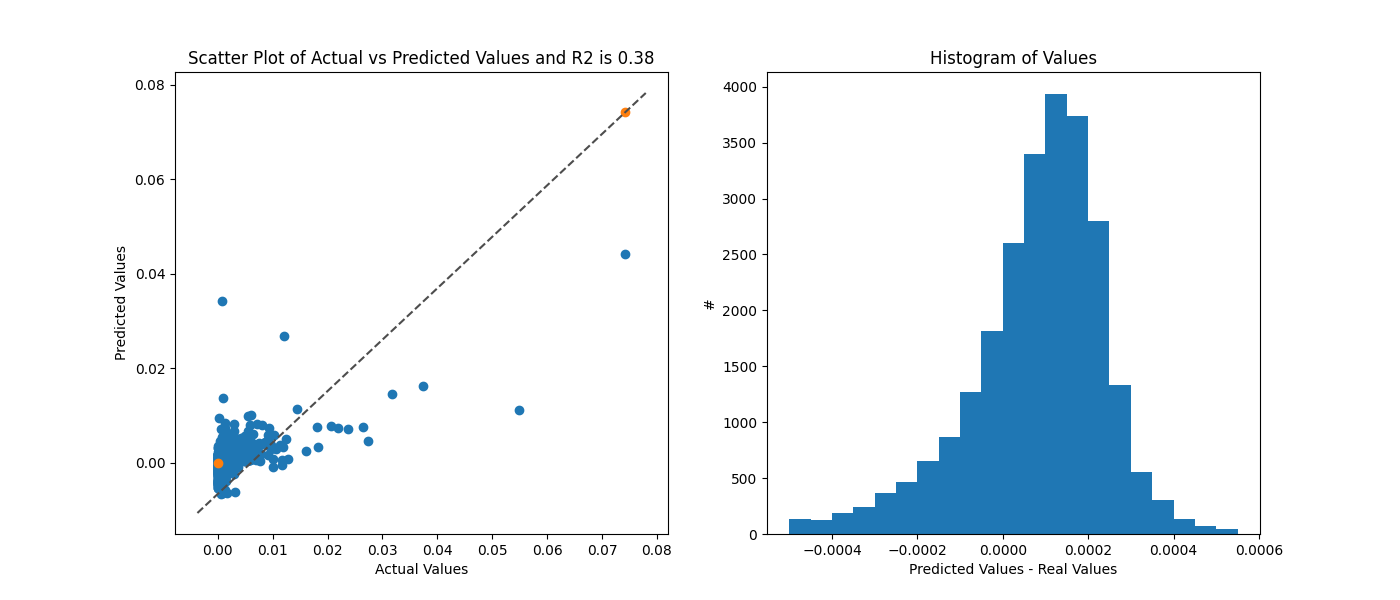 Scatter Plot of Actual vs Predicted Values and R2 is 0.38
0.08
0.06
0.04
0.02
0.00
Predicted Values
0.00 0.01 0.02 0.03 0.04 0.05 0.06 0.07 0.08
Actual Values
Histogram of Values
4000
3500
3000
2500
2000
1500
1000
500
0
#
−0.0004 −0.0002 0.0000 0.0002 0.0004 0.0006
Predicted Values - Real Values